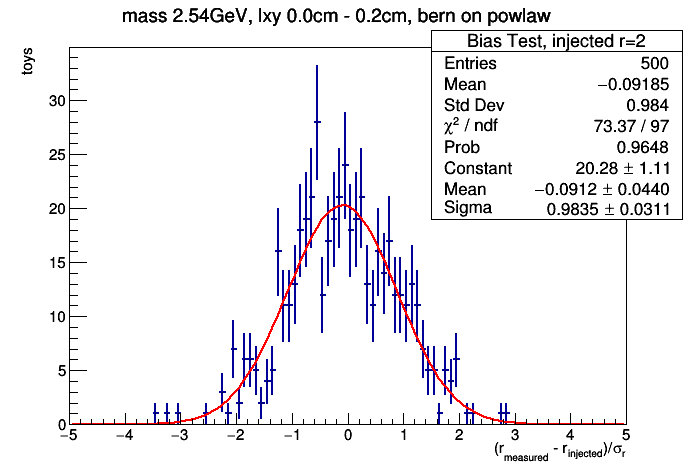 mass 2.54GeV, lxy 0.0cm - 0.2cm, bern on powlaw
Bias Test, injected r=2
Entries 500
Mean −0.09185
Std Dev 0.984
χ² / ndf 73.37 / 97
Prob 0.9648
Constant 20.28 ± 1.11
Mean −0.0912 ± 0.0440
Sigma 0.9835 ± 0.0311
toys
30
25
20
15
10
5
0
−5 −4 −3 −2 −1 0 1 2 3 4 5
(r_measured - r_injected)/σ_r